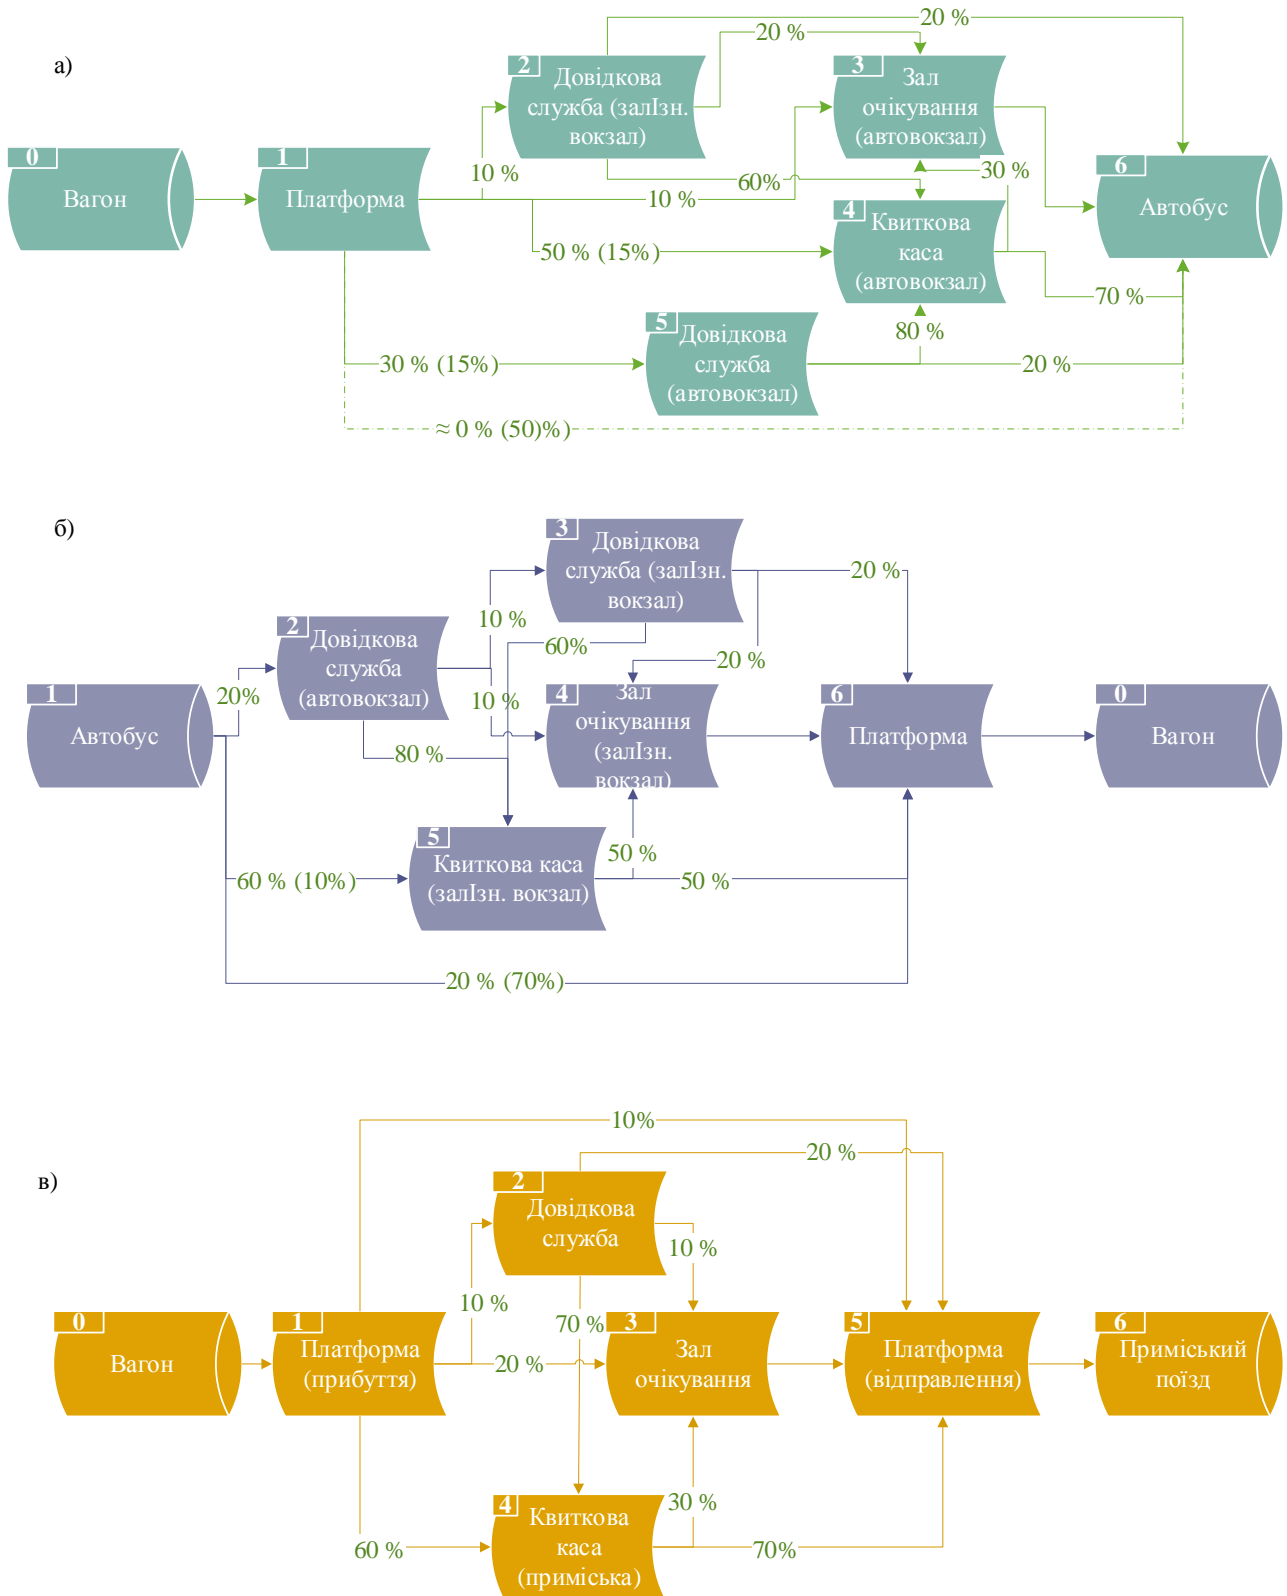 а)
20 %
20 %
2
Довідкова
служба (залІзн.
вокзал)
3
Зал
очікування
(автовокзал)
0
Вагон
1
Платформа
10 %
60%
10 %
30 %
6
Автобус
4
Квиткова
каса
(автовокзал)
50 % (15%)
70 %
5
Довідкова
служба
(автовокзал)
80 %
30 % (15%)
20 %
≈ 0 % (50)%)
б)
3
Довідкова
служба (залІзн.
вокзал)
20 %
10 %
2
Довідкова
служба
(автовокзал)
60%
20 %
1
Автобус
20%
10 %
4
Зал
очікування
(залІзн.
вокзал)
6
Платформа
0
Вагон
80 %
5
Квиткова каса
(залІзн. вокзал)
50 %
60 % (10%)
50 %
20 % (70%)
10%
20 %
в)
2
Довідкова
служба
10 %
10 %
70 %
0
Вагон
1
Платформа
(прибуття)
20 %
3
Зал
очікування
5
Платформа
(відправлення)
6
Приміський
поїзд
4
Квиткова
каса
(приміська)
30 %
60 %
70%